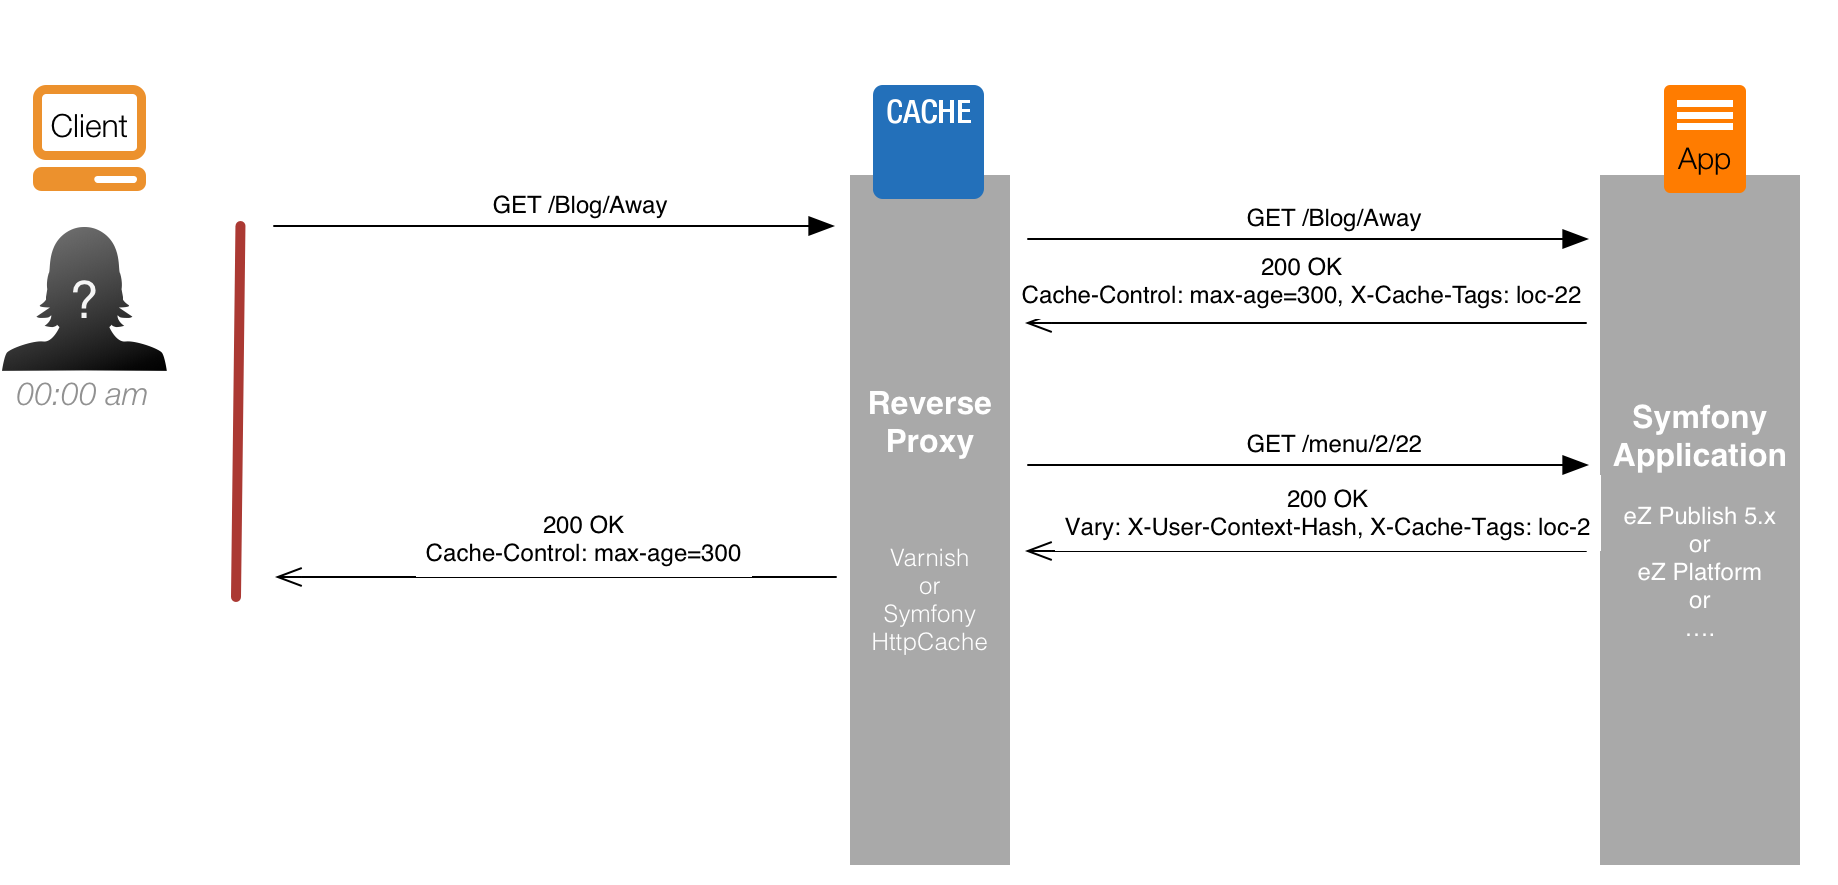 Client
CACHE
App
GET /Blog/Away
GET /Blog/Away
200 OK
Cache-Control: max-age=300, X-Cache-Tags: loc-22
?
00:00 am
Reverse
Proxy
Symfony
Application
GET /menu/2/22
200 OK
Vary: X-User-Context-Hash, X-Cache-Tags: loc-2
200 OK
Cache-Control: max-age=300
Varnish
or
Symfony
HttpCache
eZ Publish 5.x
or
eZ Platform
or
....